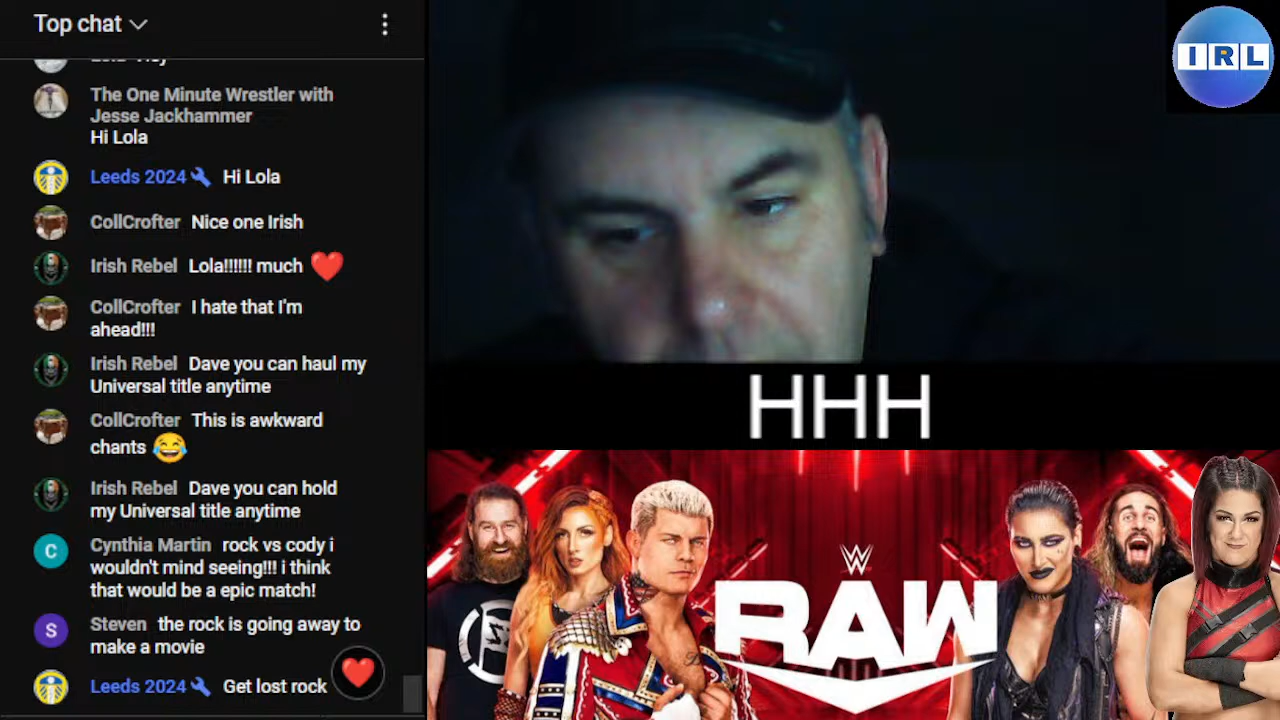 Top chat
The One Minute Wrestler with
Jesse Jackhammer
Hi Lola
Leeds 2024 Hi Lola
CollCrofter Nice one Irish
Irish Rebel Lola!!!!!! much ❤️
CollCrofter I hate that I'm
ahead!!!
Irish Rebel Dave you can haul my
Universal title anytime
CollCrofter This is awkward
chants 😂
Irish Rebel Dave you can hold
my Universal title anytime
Cynthia Martin rock vs cody i
wouldn't mind seeing!!! i think
that would be a epic match!
Steven the rock is going away to
make a movie
Leeds 2024 Get lost rock
C
S
IRL
HHH
W
RAW